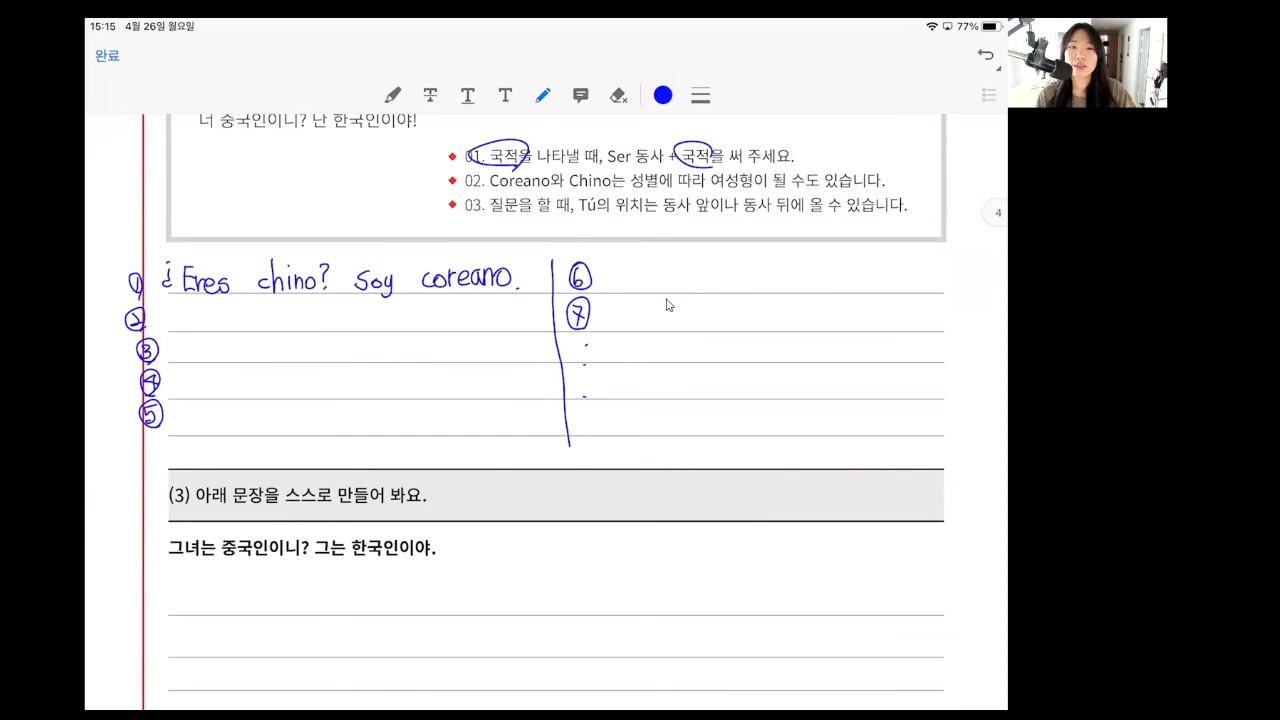 15:15 4월 26일 월요일
77%
완료
너 중국인이니? 난 한국인이야!
01. 국적을 나타낼 때, Ser 동사 + 국적을 써 주세요.
02. Coreano와 Chino는 성별에 따라 여성형이 될 수도 있습니다.
03. 질문을 할 때, Tú의 위치는 동사 앞이나 동사 뒤에 올 수 있습니다.
4
① ¿Eres chino? Soy coreano. ⑥
② ⑦
③
④
⑤
(3) 아래 문장을 스스로 만들어 봐요.
그녀는 중국인이니? 그는 한국인이야.